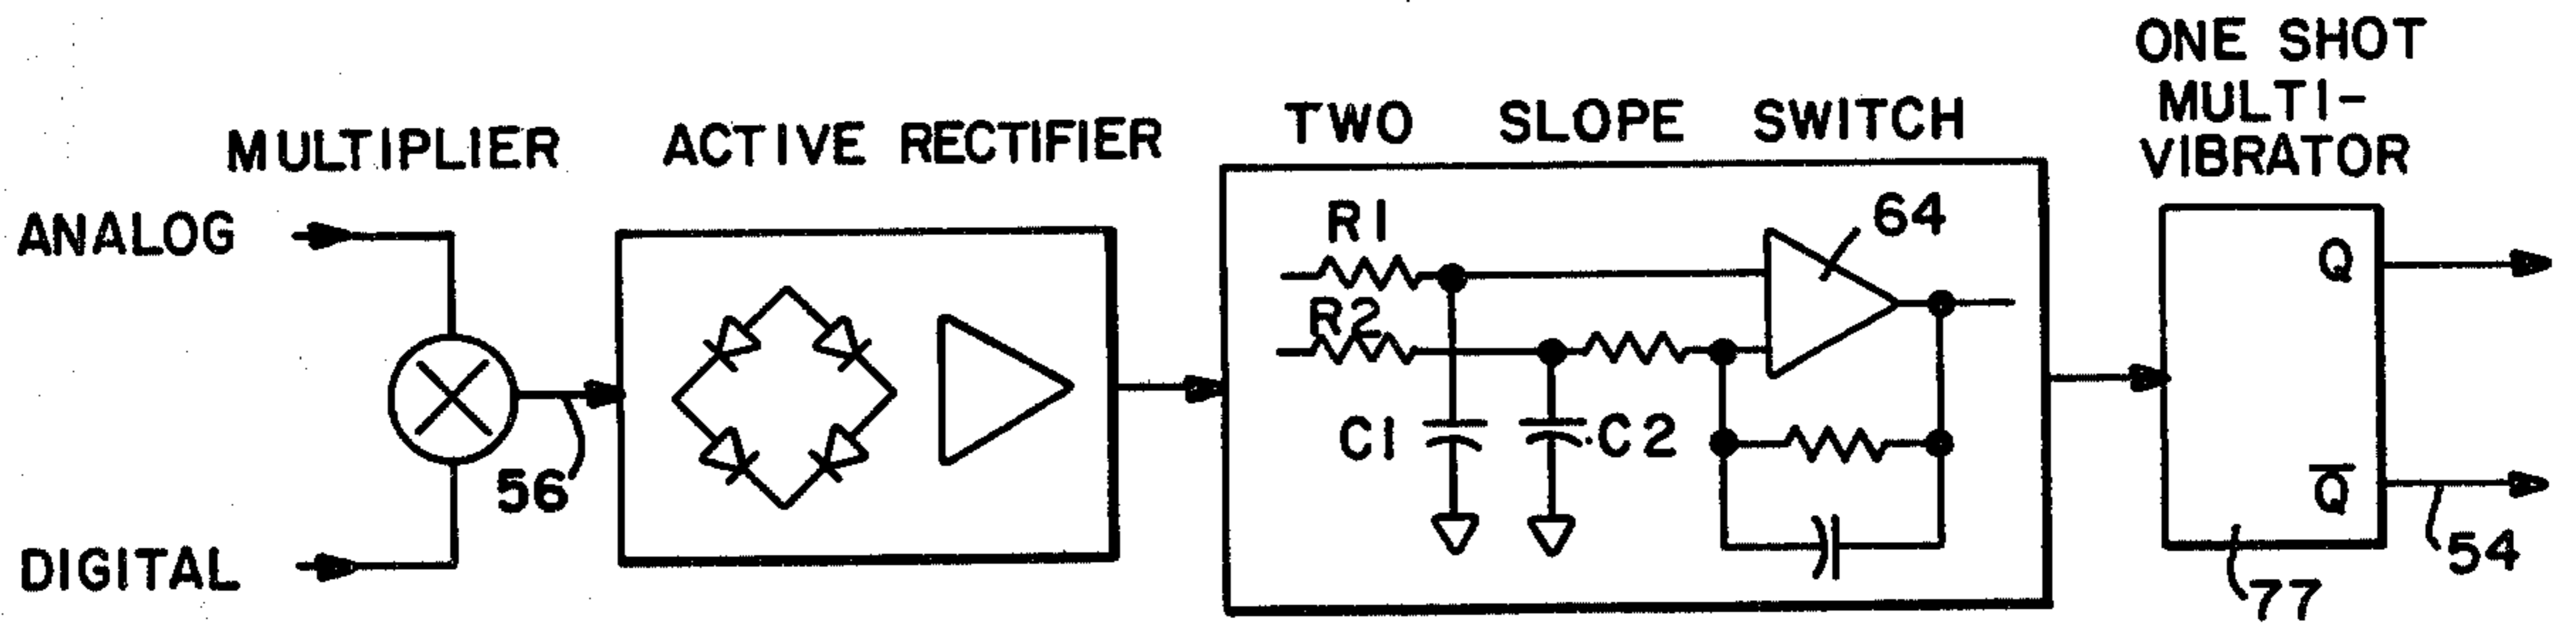 MULTIPLIER
ANALOG
DIGITAL
56
ACTIVE RECTIFIER
TWO SLOPE SWITCH
R1
R2
C1
C2
64
ONE SHOT
MULTI-
VIBRATOR
Q
Q̅
54
77